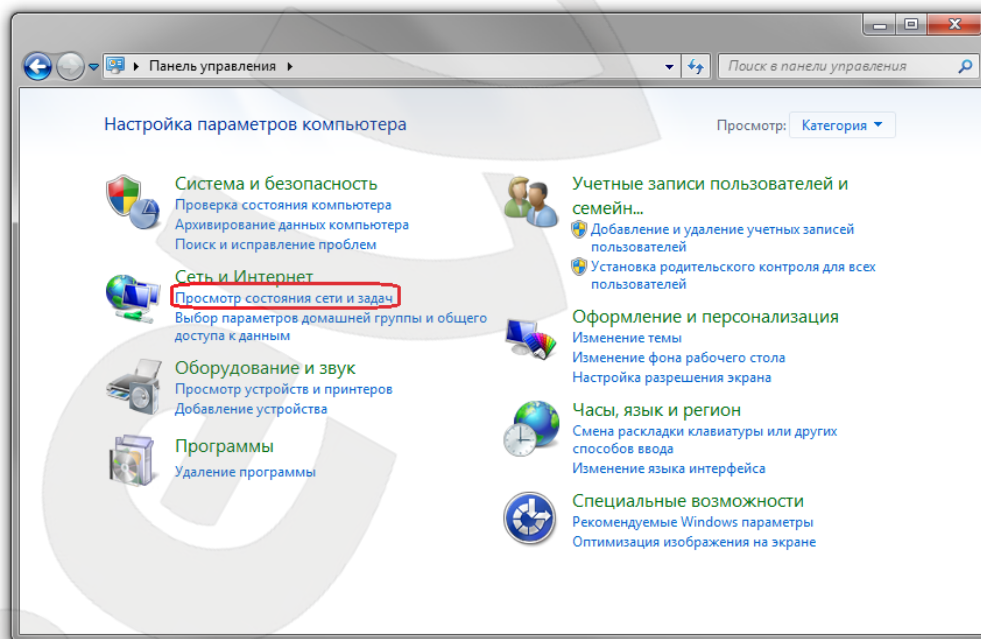 Панель управления
Поиск в панели управления
Настройка параметров компьютера
Просмотр: Категория
Система и безопасность
Проверка состояния компьютера
Архивирование данных компьютера
Поиск и исправление проблем
Сеть и Интернет
Просмотр состояния сети и задач
Выбор параметров домашней группы и общего
доступа к данным
Оборудование и звук
Просмотр устройств и принтеров
Добавление устройства
Программы
Удаление программы
Учетные записи пользователей и
семейн...
Добавление и удаление учетных записей
пользователей
Установка родительского контроля для всех
пользователей
Оформление и персонализация
Изменение темы
Изменение фона рабочего стола
Настройка разрешения экрана
Часы, язык и регион
Смена раскладки клавиатуры или других
способов ввода
Изменение языка интерфейса
Специальные возможности
Рекомендуемые Windows параметры
Оптимизация изображения на экране